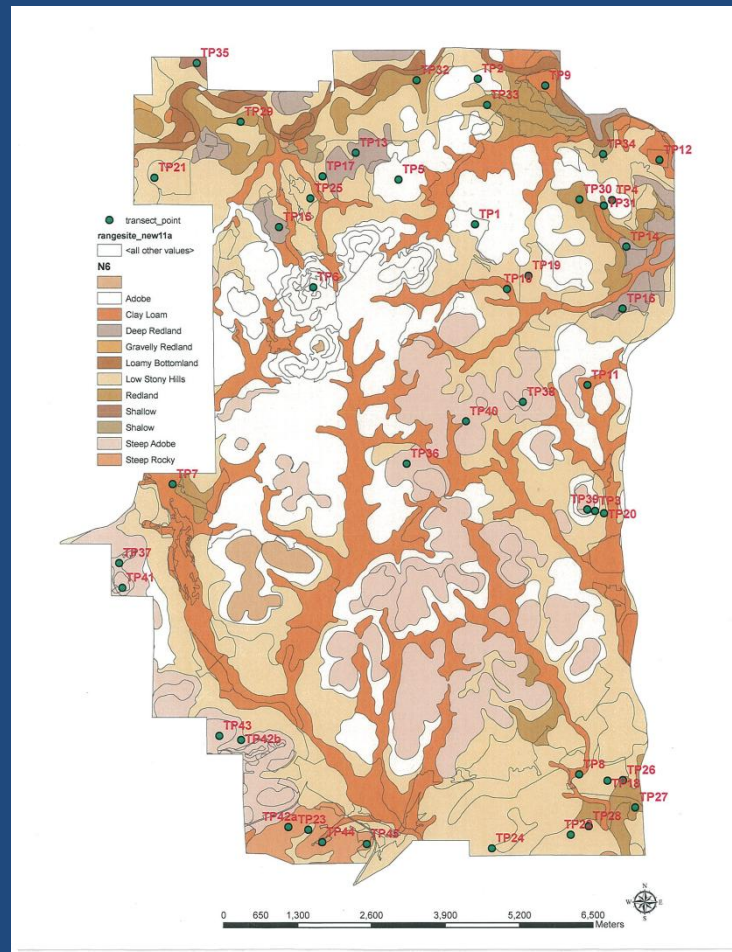 TP35
TP32
TP2
TP9
TP33
TP29
TP13
TP34
TP12
TP17
TP5
TP21
TP25
TP30
TP4
TP31
TP15
TP1
TP14
transect_point
rangesite_new11a
<all other values>
N6
Adobe
Clay Loam
Deep Redland
Gravelly Redland
Loamy Bottomland
Low Stony Hills
Redland
Shallow
Shalow
Steep Adobe
Steep Rocky
TP6
TP19
TP10
TP15
TP11
TP38
TP40
TP36
TP7
TP39
TP3
TP20
TP37
TP41
TP43
TP42b
TP8
TP26
TP18
TP27
TP42a
TP23
TP28
TP44
TP45
TP24
N
W
E
S
0 650 1,300 2,600 3,900 5,200 6,500
Meters